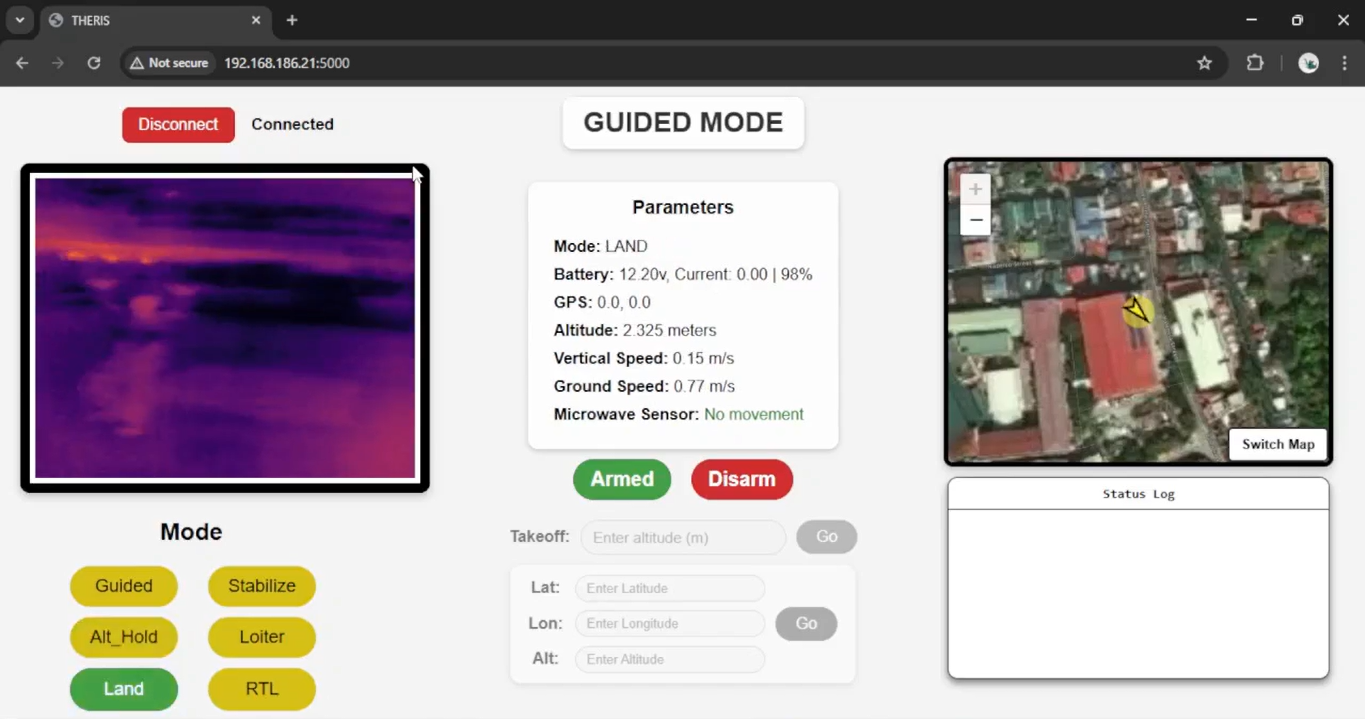 THERIS
Not secure 192.168.186.21:5000
Disconnect Connected
GUIDED MODE
Parameters
Mode: LAND
Battery: 12.20v, Current: 0.00 | 98%
GPS: 0.0, 0.0
Altitude: 2.325 meters
Vertical Speed: 0.15 m/s
Ground Speed: 0.77 m/s
Microwave Sensor: No movement
Armed Disarm
Takeoff: Enter altitude (m) Go
Lat: Enter Latitude
Lon: Enter Longitude Go
Alt: Enter Altitude
Mode
Guided Stabilize
Alt_Hold Loiter
Land RTL
+
−
Switch Map
Status Log